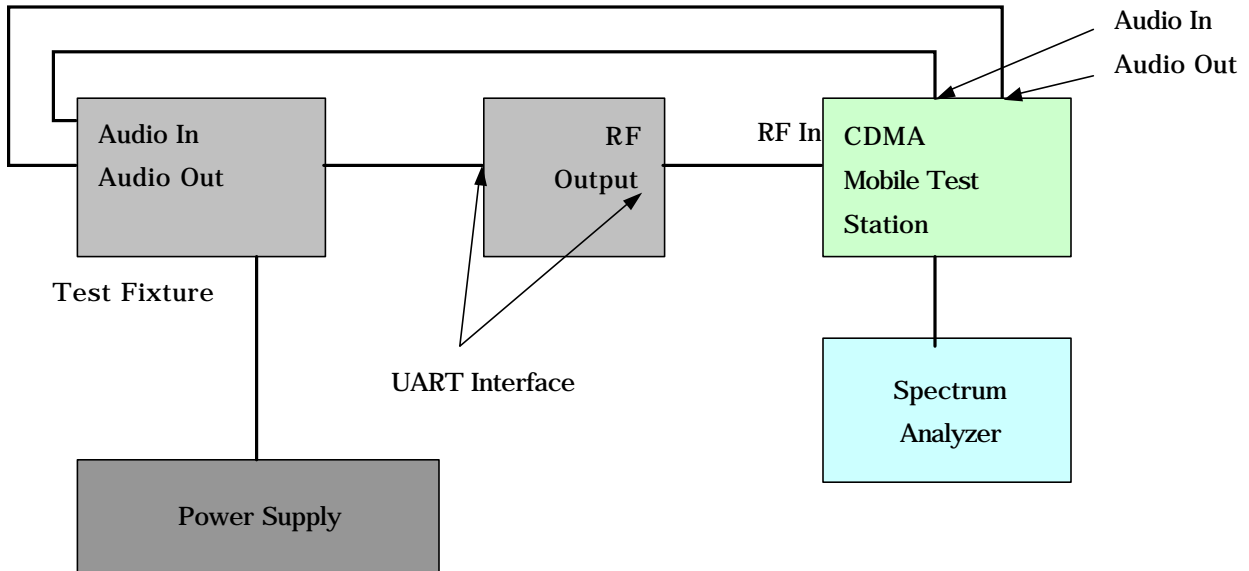 Audio In
Audio Out
Audio In
Audio Out
RF
Output
RF In
CDMA
Mobile Test
Station
Test Fixture
UART Interface
Spectrum
Analyzer
Power Supply